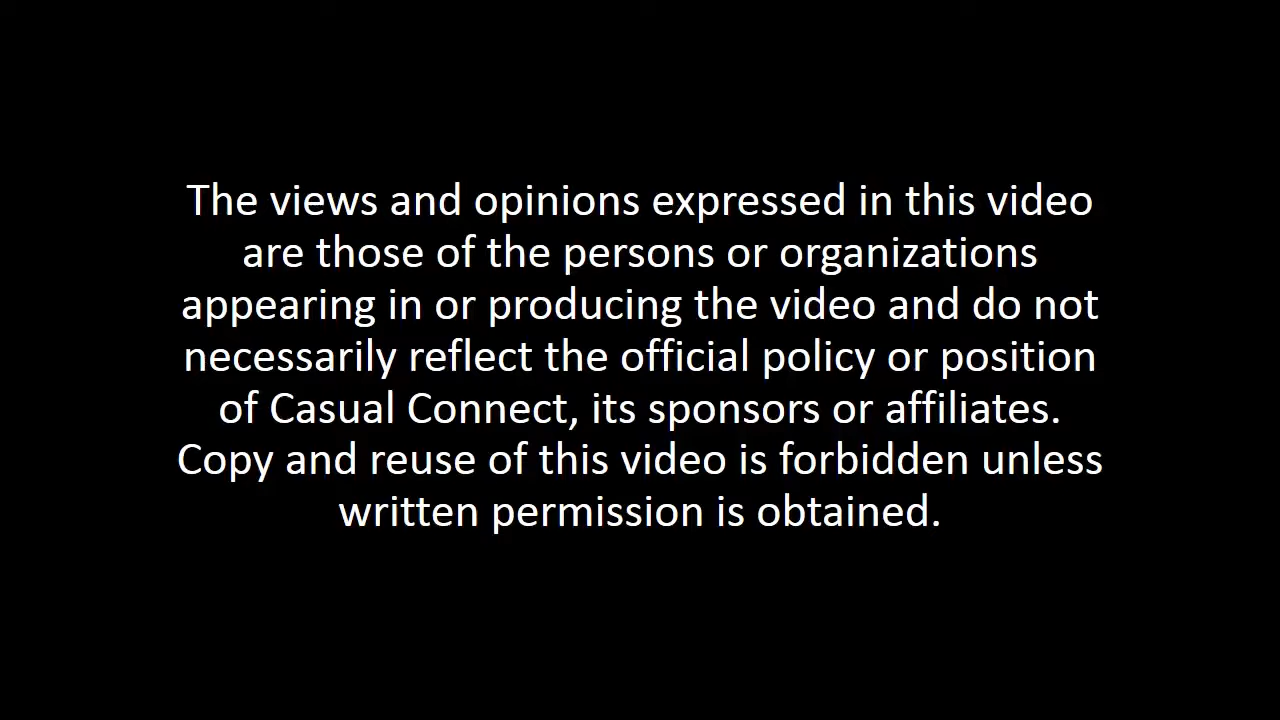 The views and opinions expressed in this video
are those of the persons or organizations
appearing in or producing the video and do not
necessarily reflect the official policy or position
of Casual Connect, its sponsors or affiliates.
Copy and reuse of this video is forbidden unless
written permission is obtained.